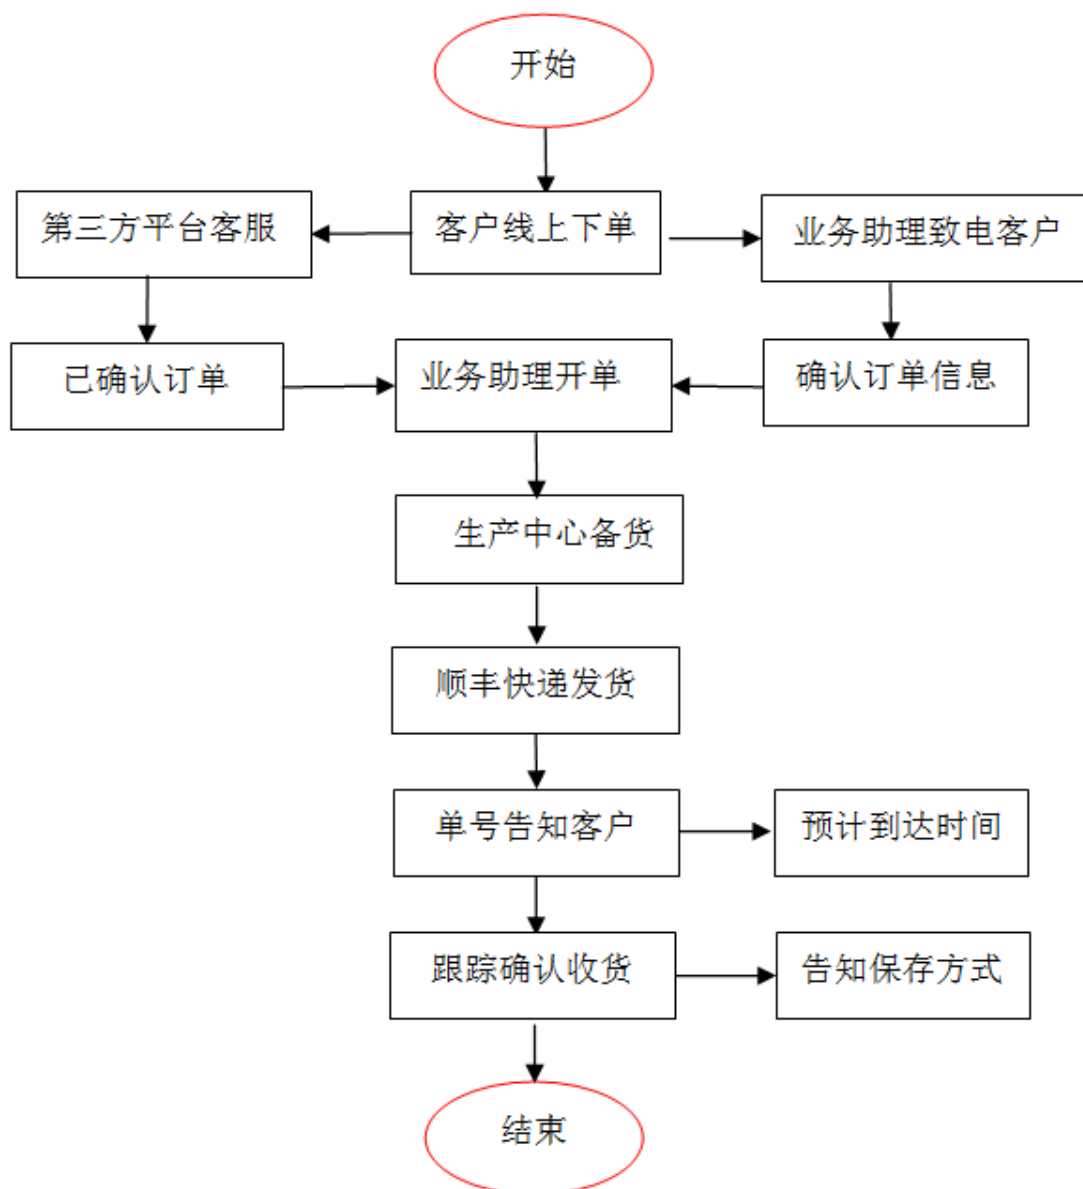 开始
第三方平台客服
客户线上下单
业务助理致电客户
已确认订单
业务助理开单
确认订单信息
生产中心备货
顺丰快递发货
单号告知客户
预计到达时间
跟踪确认收货
告知保存方式
结束